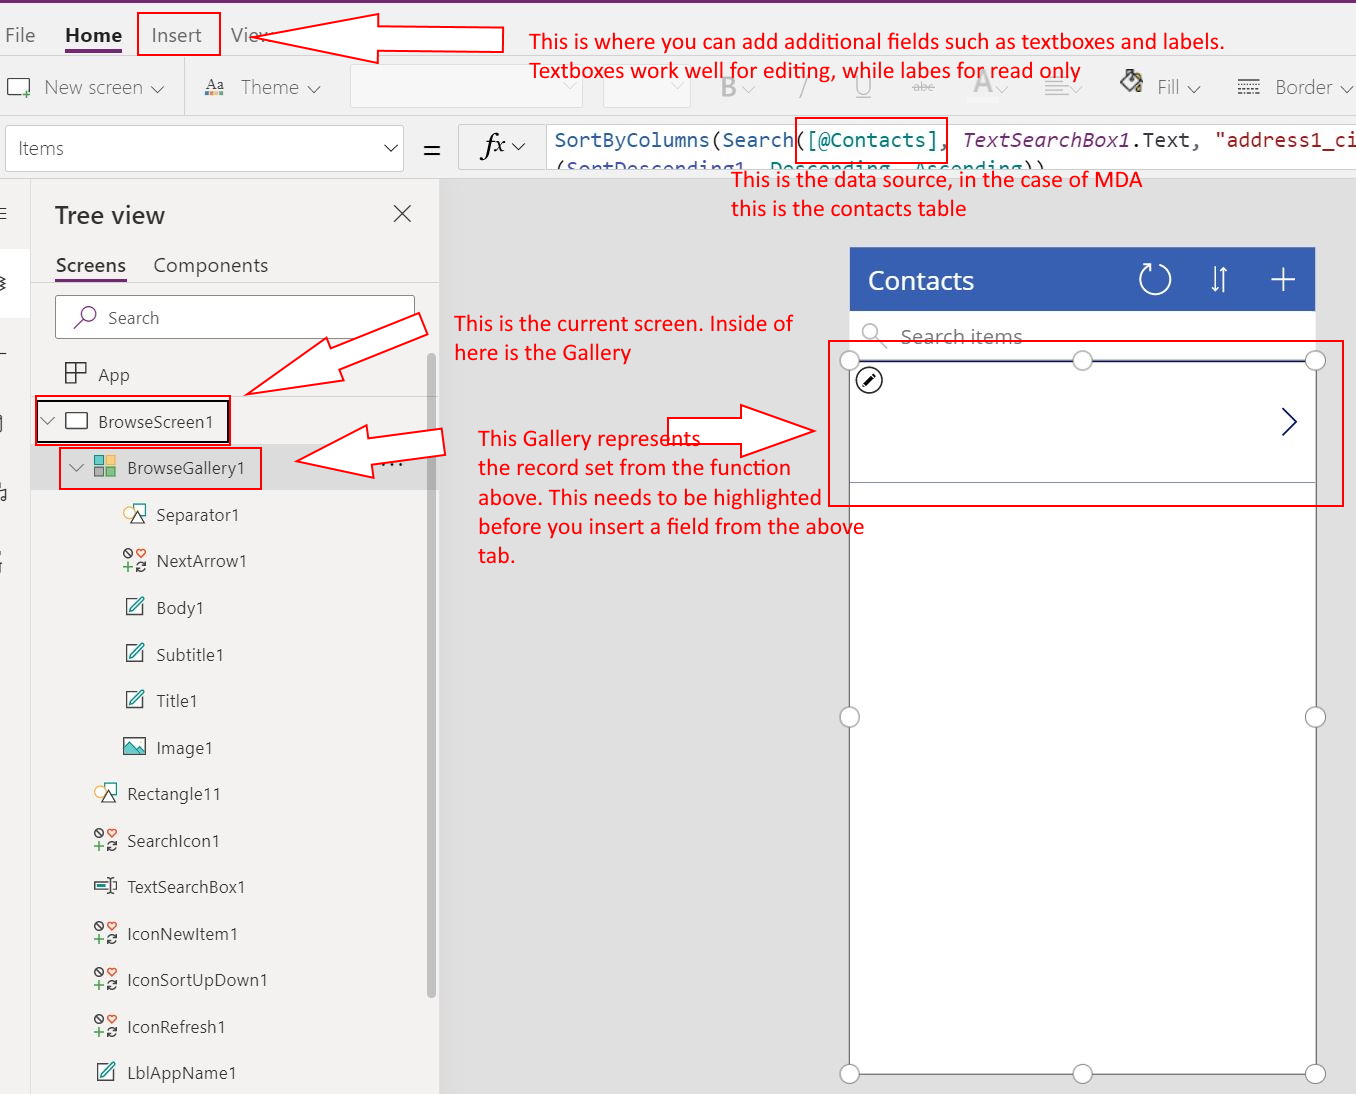 File Home Insert View
This is where you can add additional fields such as textboxes and labels.
Textboxes work well for editing, while labes for read only
New screen Aa Theme B / U abc A Fill Border
Items = fx SortByColumns(Search([@Contacts], TextSearchBox1.Text, "address1_ci
(SortDescending1, Descending, Ascending))
This is the data source, in the case of MDA
this is the contacts table
Tree view
Screens Components
Search
App
BrowseScreen1
BrowseGallery1
Separator1
NextArrow1
Body1
Subtitle1
Title1
Image1
Rectangle11
SearchIcon1
TextSearchBox1
IconNewItem1
IconSortUpDown1
IconRefresh1
LblAppName1
This is the current screen. Inside of
here is the Gallery
This Gallery represents
the record set from the function
above. This needs to be highlighted
before you insert a field from the above
tab.
Contacts
Search items